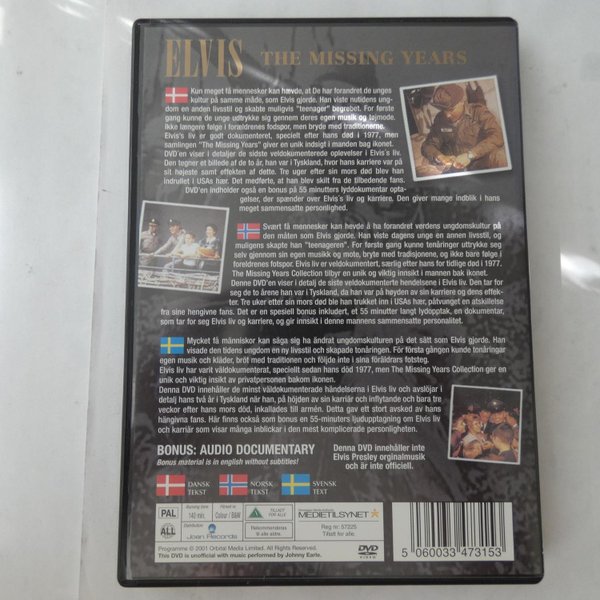 ELVIS THE MISSING YEARS
Kun meget få mennesker kan hævde, at De har forandret de unges
kultur på samme måde, som Elvis gjorde. Han viste nutidens ung-
dom en anden livsstil og skabte muligvis "teenager" begrebet. For første
gang kunne de unge udtrykke sig gennem deres egen musik og tøjmode.
Ikke længere følge i forældrenes fodspor, men bryde med traditionerne.
Elvis's liv er godt dokumenteret, specielt efter hans død i 1977, men
samlingen "The Missing Years" giver en unik indsigt i manden bag ikonet.
DVD'en viser i detaljer de sidste veldokumenterede oplevelser i Elvis's liv.
Den tegner et billede af de to år, han var i Tyskland, hvor hans karriere var på
sit højeste samt effekten af dette. Tre uger efter sin mors død blev han
indrullet i USAs hær. Det medførte, at han blev skilt fra de tilbedende fans.
DVD'en indholder også en bonus på 55 minutters lyddokumentar opta-
gelser, der spænder over Elvis's liv og karriere. Den giver mange indblik i hans
meget sammensatte personlighed.
Svært få mennesker kan hevde å ha forandret verdens ungdomskultur på
den måten som Elvis gjorde. Han viste dagens unge en annen livsstil, og
muligens skapte han "teenageren". For første gang kunne tenåringer uttrykke seg
selv gjennom sin egen musikk og mote, bryte med tradisjonene, og ikke bare følge i
foreldrenes fotspor. Elvis liv er veldokumentert, særlig efter hans for tidlige død i 1977.
The Missing Years Collection tilbyr en unik og viktig innsikt i mannen bak ikonet.
Denne DVD'en viser i detalj de siste veldokumenterte hendelsene i Elvis liv. Den tar for
seg de to årene han var i Tyskland, da han var på høyden av sin karriere og dens effek-
ter. Tre uker etter sin mors død ble han trukket inn i USAs hær, påtvunget en atskillelse
fra sine hengivne fans. Det er en spesiell bonus inkludert, et 55 minutter langt lydopptak, en dokumentar,
som tar for seg Elvis liv og karriere, og gir innsikt i denne mannens sammensatte personalitet.
Mycket få människor kan säga sig ha ändrat ungdomskulturen på det sätt som Elvis gjorde. Han
visade den tidens ungdom en ny livsstil och skapade tonåringen. För första gången kunde tonåringar
egen musik och kläder, bröt med traditionen och följde inte i sina föräldrars fotsteg.
Elvis liv har varit väldokumenterat, speciellt sedan hans död 1977, men The Missing Years Collection ger en
unik och viktig insikt av privatpersonen bakom ikonen.
Denna DVD innehåller de minst väldokumenterade händelserna i Elvis liv och avslöjar i
detalj hans två år i Tyskland när han, på höjden av sin karriär och inflytande och bara tre
veckor efter hans mors död, inkallades till armén. Detta gav ett stort avsked av hans
hängivna fans. Här finns också som bonus en 55-minuters ljudupptagning om Elvis liv
och karriär som visar många inblickar i den mest komplicerade personligheten.
BONUS: AUDIO DOCUMENTARY
Bonus material is in english without subtitles!
Denna DVD innehåller inte
Elvis Presley orginalmusik
och är inte officiell.
DANSK
TEKST
NORSK
TEKST
SVENSK
TEXT
PAL
ALL
Running time:
140 min.
Filmed in
Colour / B&W
Distribution:
Joan Records
TILLADT
FOR ALLE
Rekommenderas
till alla åldrar.
MEDIETILSYNET
Reg nr: 57225
Tillatt for alle.
DVD
VIDEO
5 060033 473153
Programme © 2001 Orbital Media Limited. All Rights Reserved.
This DVD is unofficial with music performed by Johnny Earle.